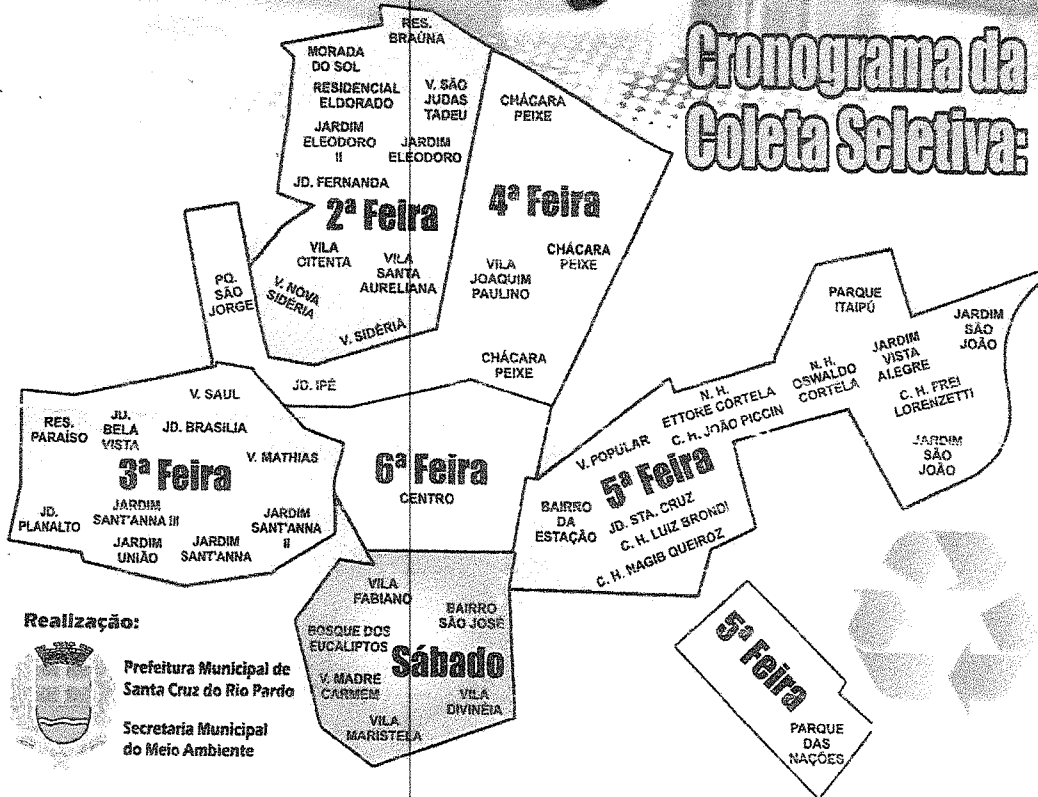 Cronograma da
Coleta Seletiva:
RES.
BRAÚNA
MORADA
DO SOL
RESIDENCIAL
ELDORADO
V. SÃO
JUDAS
TADEU
JARDIM
ELEODORO
II
JARDIM
ELEODORO
JD. FERNANDA
2ª Feira
VILA
OITENTA
VILA
SANTA
AURELIANA
V. NOVA
SIDÉRIA
V. SIDÉRIA
CHÁCARA
PEIXE
4ª Feira
CHÁCARA
PEIXE
VILA
JOAQUIM
PAULINO
CHÁCARA
PEIXE
PQ.
SÃO
JORGE
JD. IPÊ
V. SAUL
RES.
PARAÍSO
JD.
BELA
VISTA
JD. BRASILIA
V. MATHIAS
3ª Feira
JD.
PLANALTO
JARDIM
SANT'ANNA III
JARDIM
UNIÃO
JARDIM
SANT'ANNA
JARDIM
SANT'ANNA
II
6ª Feira
CENTRO
PARQUE
ITAIPÚ
JARDIM
SÃO
JOÃO
JARDIM
VISTA
ALEGRE
N. H.
OSWALDO
CORTELA
C. H. FREI
LORENZETTI
JARDIM
SÃO
JOÃO
N. H.
ETTORE CORTELA
C. H. JOÃO PICCIN
V. POPULAR
5ª Feira
BAIRRO
DA
ESTAÇÃO
JD. STA. CRUZ
C. H. LUIZ BRONDI
C. H. NAGIB QUEIROZ
VILA
FABIANO
BAIRRO
SÃO JOSÉ
BOSQUE DOS
EUCALIPTOS
Sábado
V. MADRE
CARMEM
VILA
DIVINÉIA
VILA
MARISTELA
5ª Feira
PARQUE
DAS
NAÇÕES
Realização:
Prefeitura Municipal de
Santa Cruz do Rio Pardo
Secretaria Municipal
do Meio Ambiente